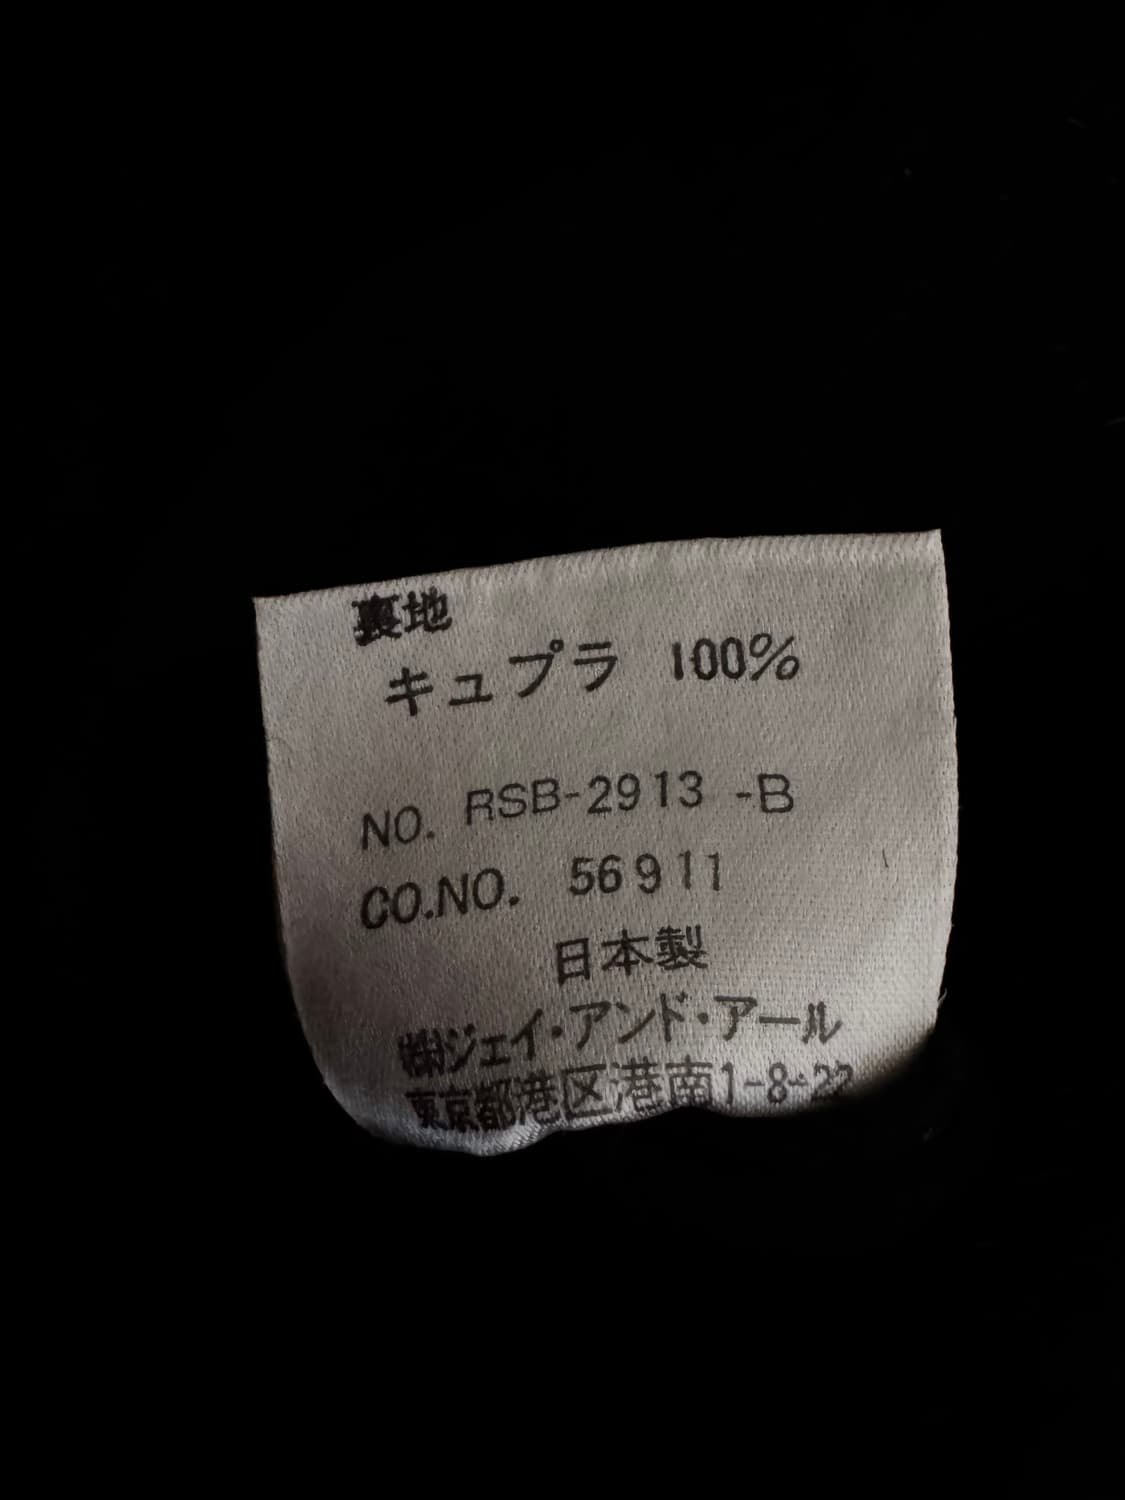 裏地
キュプラ 100%
NO. RSB-2913 -B
CO.NO. 56911
日本製
㈱ジェイ・アンド・アール
東京都港区港南1-8-22